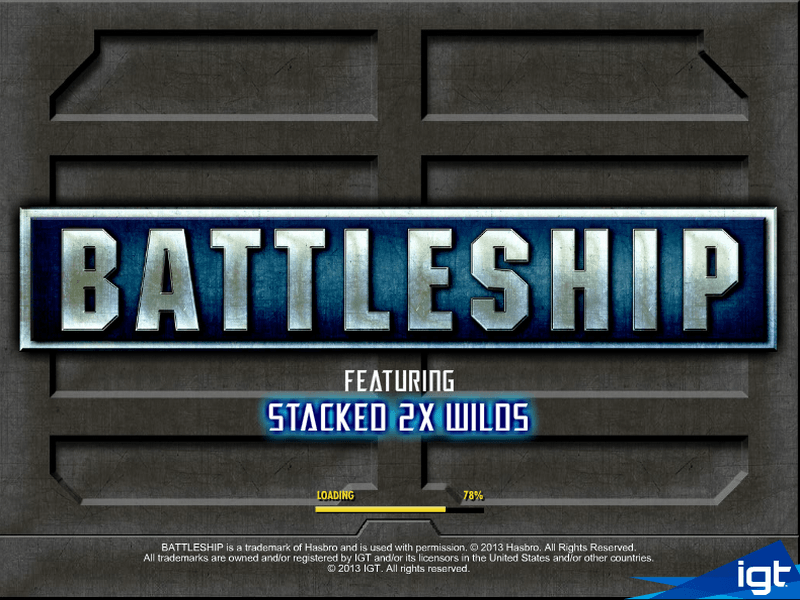 BATTLESHIP
FEATURING
STACKED 2X WILDS
LOADING 78%
BATTLESHIP is a trademark of Hasbro and is used with permission. © 2013 Hasbro. All Rights Reserved.
All trademarks are owned and/or registered by IGT and/or its licensors in the United States and/or other countries.
© 2013 IGT. All rights reserved.
igt